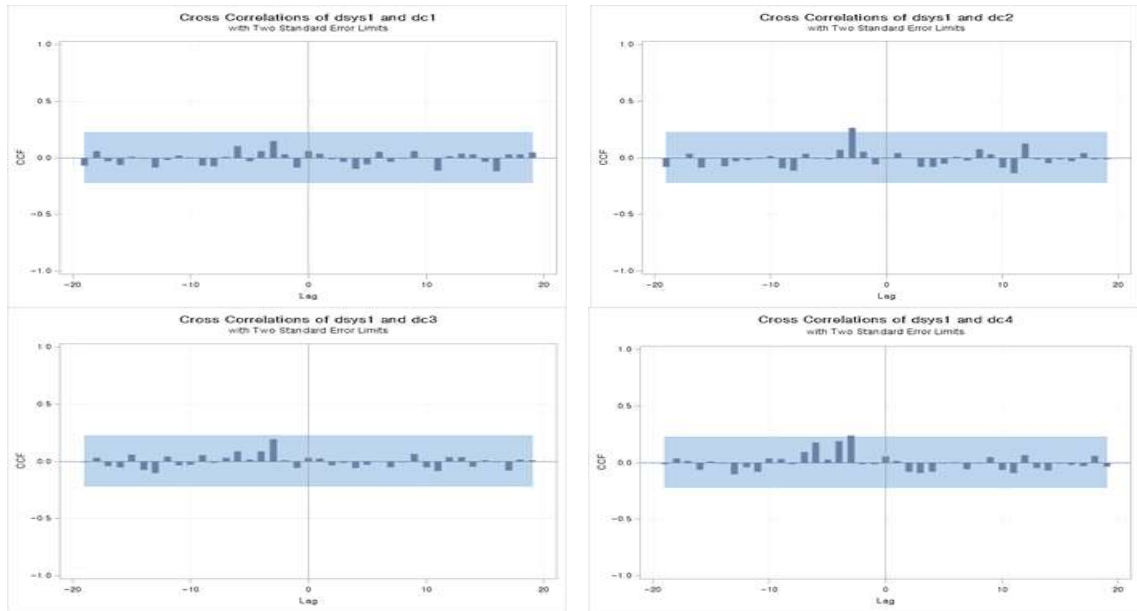 Cross Correlations of dsys1 and dc1
with Two Standard Error Limits
1.0
0.5
0.0
-0.5
-1.0
CCF
-20
-10
0
10
20
Lag
Cross Correlations of dsys1 and dc2
with Two Standard Error Limits
1.0
0.5
0.0
-0.5
-1.0
CCF
-20
-10
0
10
20
Lag
Cross Correlations of dsys1 and dc3
with Two Standard Error Limits
1.0
0.5
0.0
-0.5
-1.0
CCF
-20
-10
0
10
20
Lag
Cross Correlations of dsys1 and dc4
with Two Standard Error Limits
1.0
0.5
0.0
-0.5
-1.0
CCF
-20
-10
0
10
20
Lag